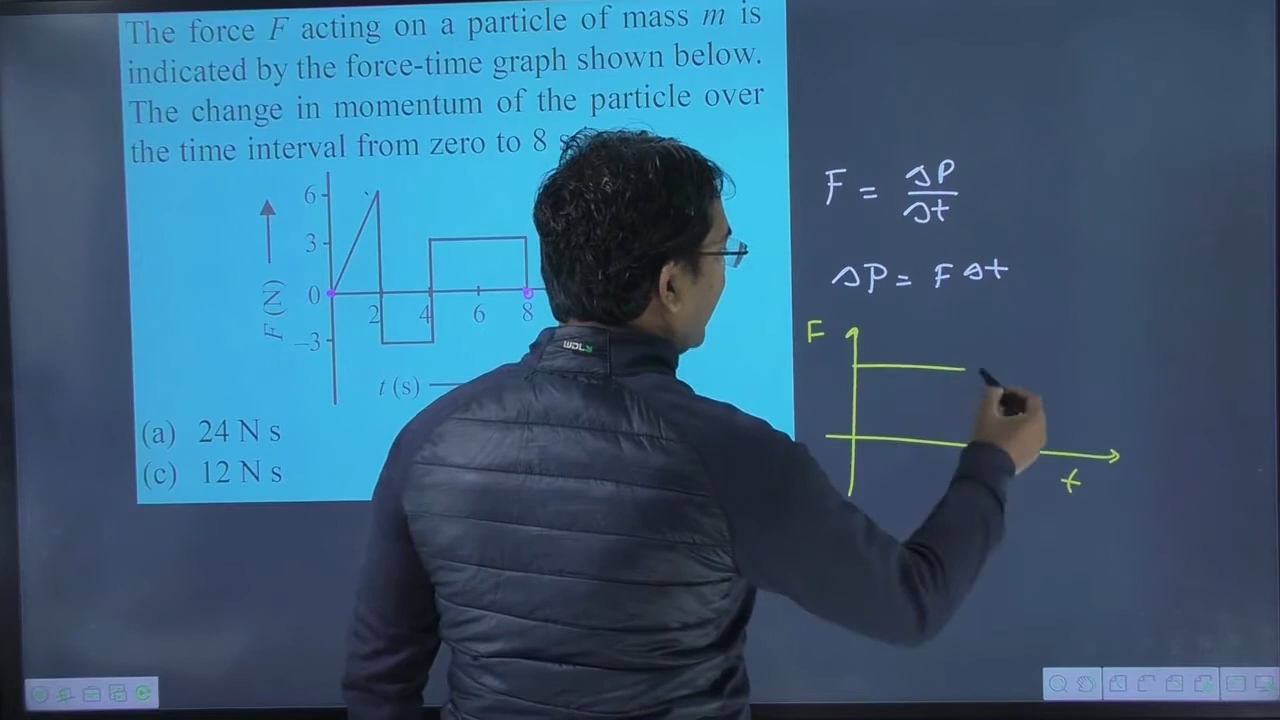 The force F acting on a particle of mass m is
indicated by the force-time graph shown below.
The change in momentum of the particle over
the time interval from zero to 8
6
3
0
-3
F (N)
2 4 6 8
t (s)
(a) 24 N s
(c) 12 N s
WDLY
F = ΔP/Δt
ΔP = F Δt
F
t